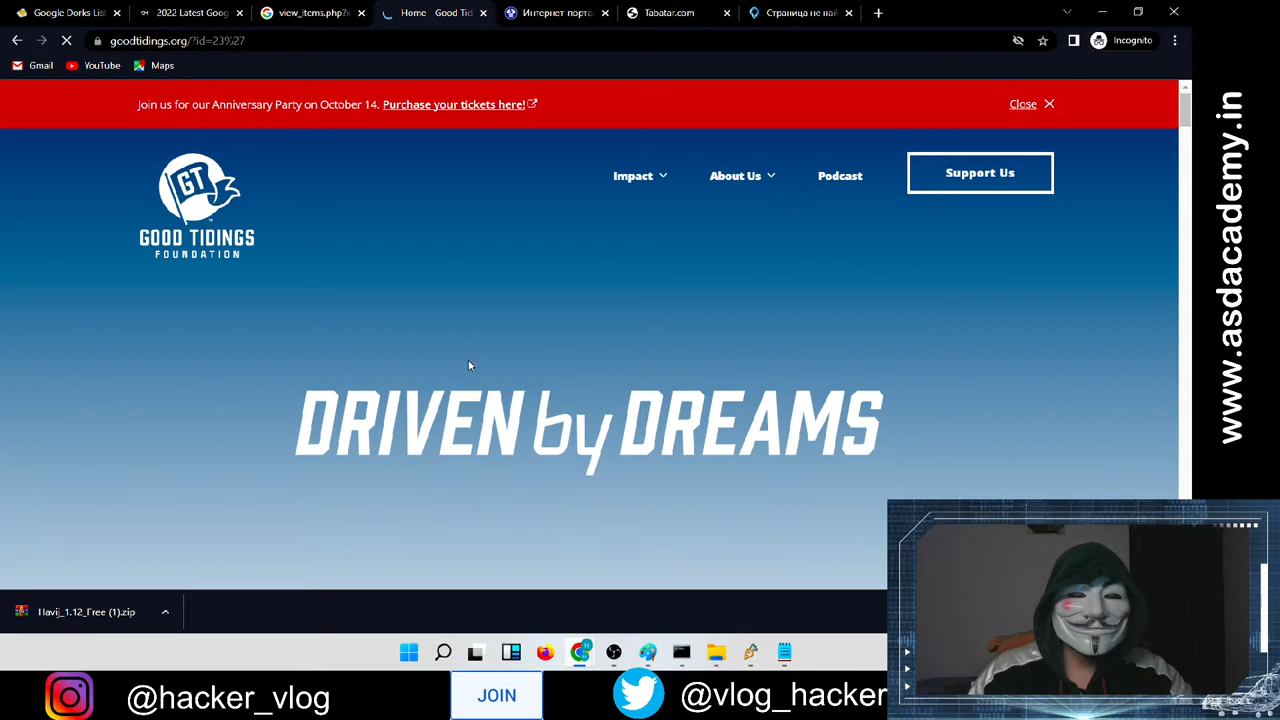 Google Dorks List
2022 Latest Goog
view_items.php?i
Home - Good Tid
Интернет порта
Tabatar.com
Страница не най
goodtidings.org/?id=23%27
Incognito
Gmail
YouTube
Maps
Join us for our Anniversary Party on October 14. Purchase your tickets here!
Close
GT
GOOD TIDINGS
FOUNDATION
Impact
About Us
Podcast
Support Us
DRIVEN by DREAMS
Havij_1.12_Free (1).zip
@hacker_vlog
JOIN
@vlog_hacker
www.asdacademy.in